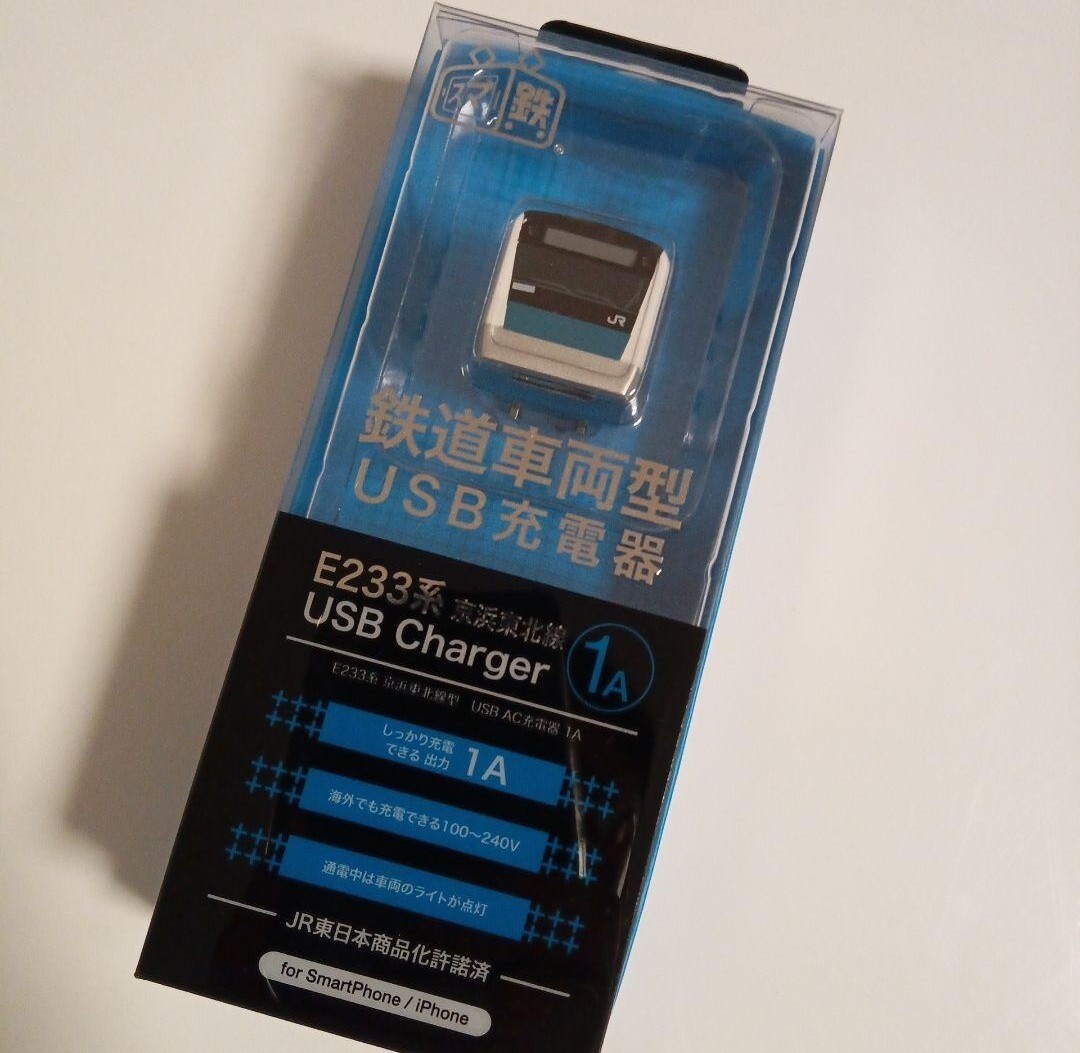 スマ鉄
®
JR
鉄道車両型
USB充電器
E233系 京浜東北線
USB Charger
1A
E233系 京浜東北線型 USB AC充電器 1A
しっかり充電
できる 出力 1A
海外でも充電できる100～240V
通電中は車両のライトが点灯
JR東日本商品化許諾済
for SmartPhone / iPhone